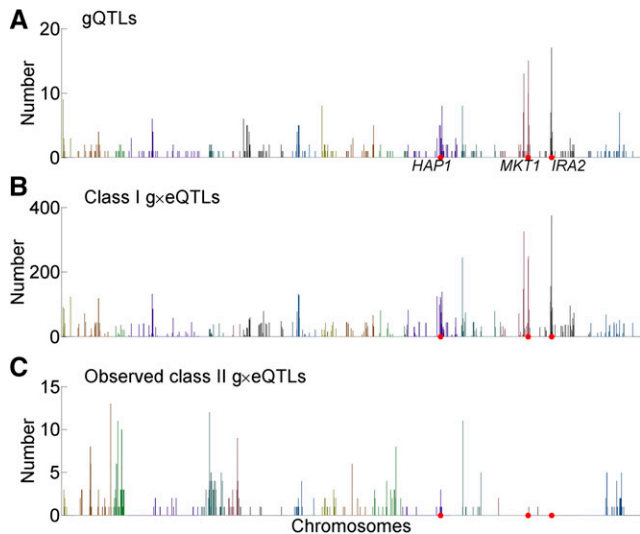 A gQTLs
20
10
0
Number
HAP1 MKT1 IRA2
B Class I g×eQTLs
400
200
0
Number
C Observed class II g×eQTLs
15
10
5
0
Number
Chromosomes